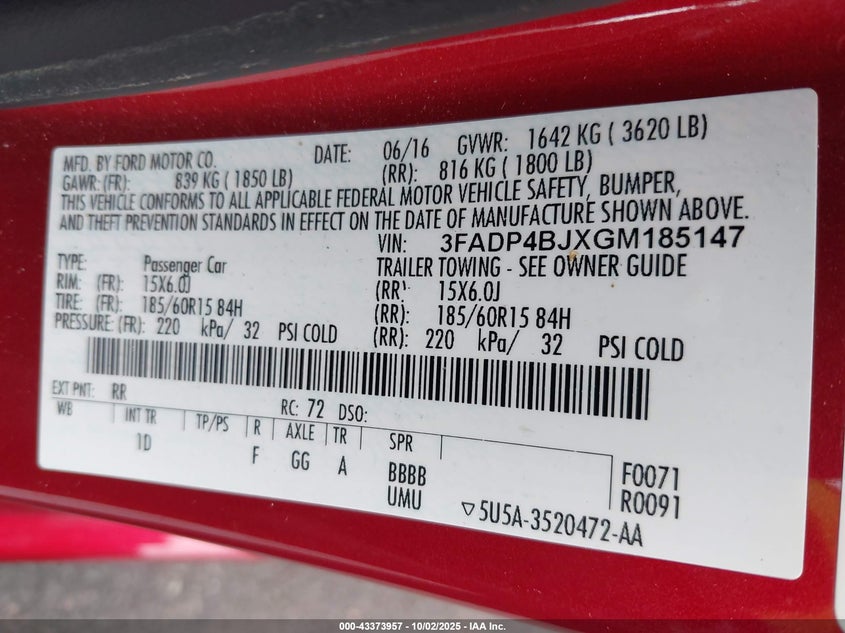 MFD. BY FORD MOTOR CO. DATE: 06/16 GVWR: 1642 KG ( 3620 LB)
GAWR: (FR): 839 KG ( 1850 LB) (RR): 816 KG ( 1800 LB)
THIS VEHICLE CONFORMS TO ALL APPLICABLE FEDERAL MOTOR VEHICLE SAFETY, BUMPER,
AND THEFT PREVENTION STANDARDS IN EFFECT ON THE DATE OF MANUFACTURE SHOWN ABOVE.
VIN: 3FADP4BJXGM185147
TYPE: Passenger Car TRAILER TOWING - SEE OWNER GUIDE
RIM: (FR): 15X6.0J (RR: 15X6.0J
TIRE: (FR): 185/60R15 84H (RR): 185/60R15 84H
PRESSURE: (FR): 220 kPa/ 32 PSI COLD (RR): 220 kPa/ 32 PSI COLD
EXT PNT: RR RC: 72 DSO:
WB INT TR TP/PS R AXLE TR SPR
1D F GG A BBBB F0071
UMU R0091
▽5U5A-3520472-AA
000-43373957 - 10/02/2025 - IAA Inc.